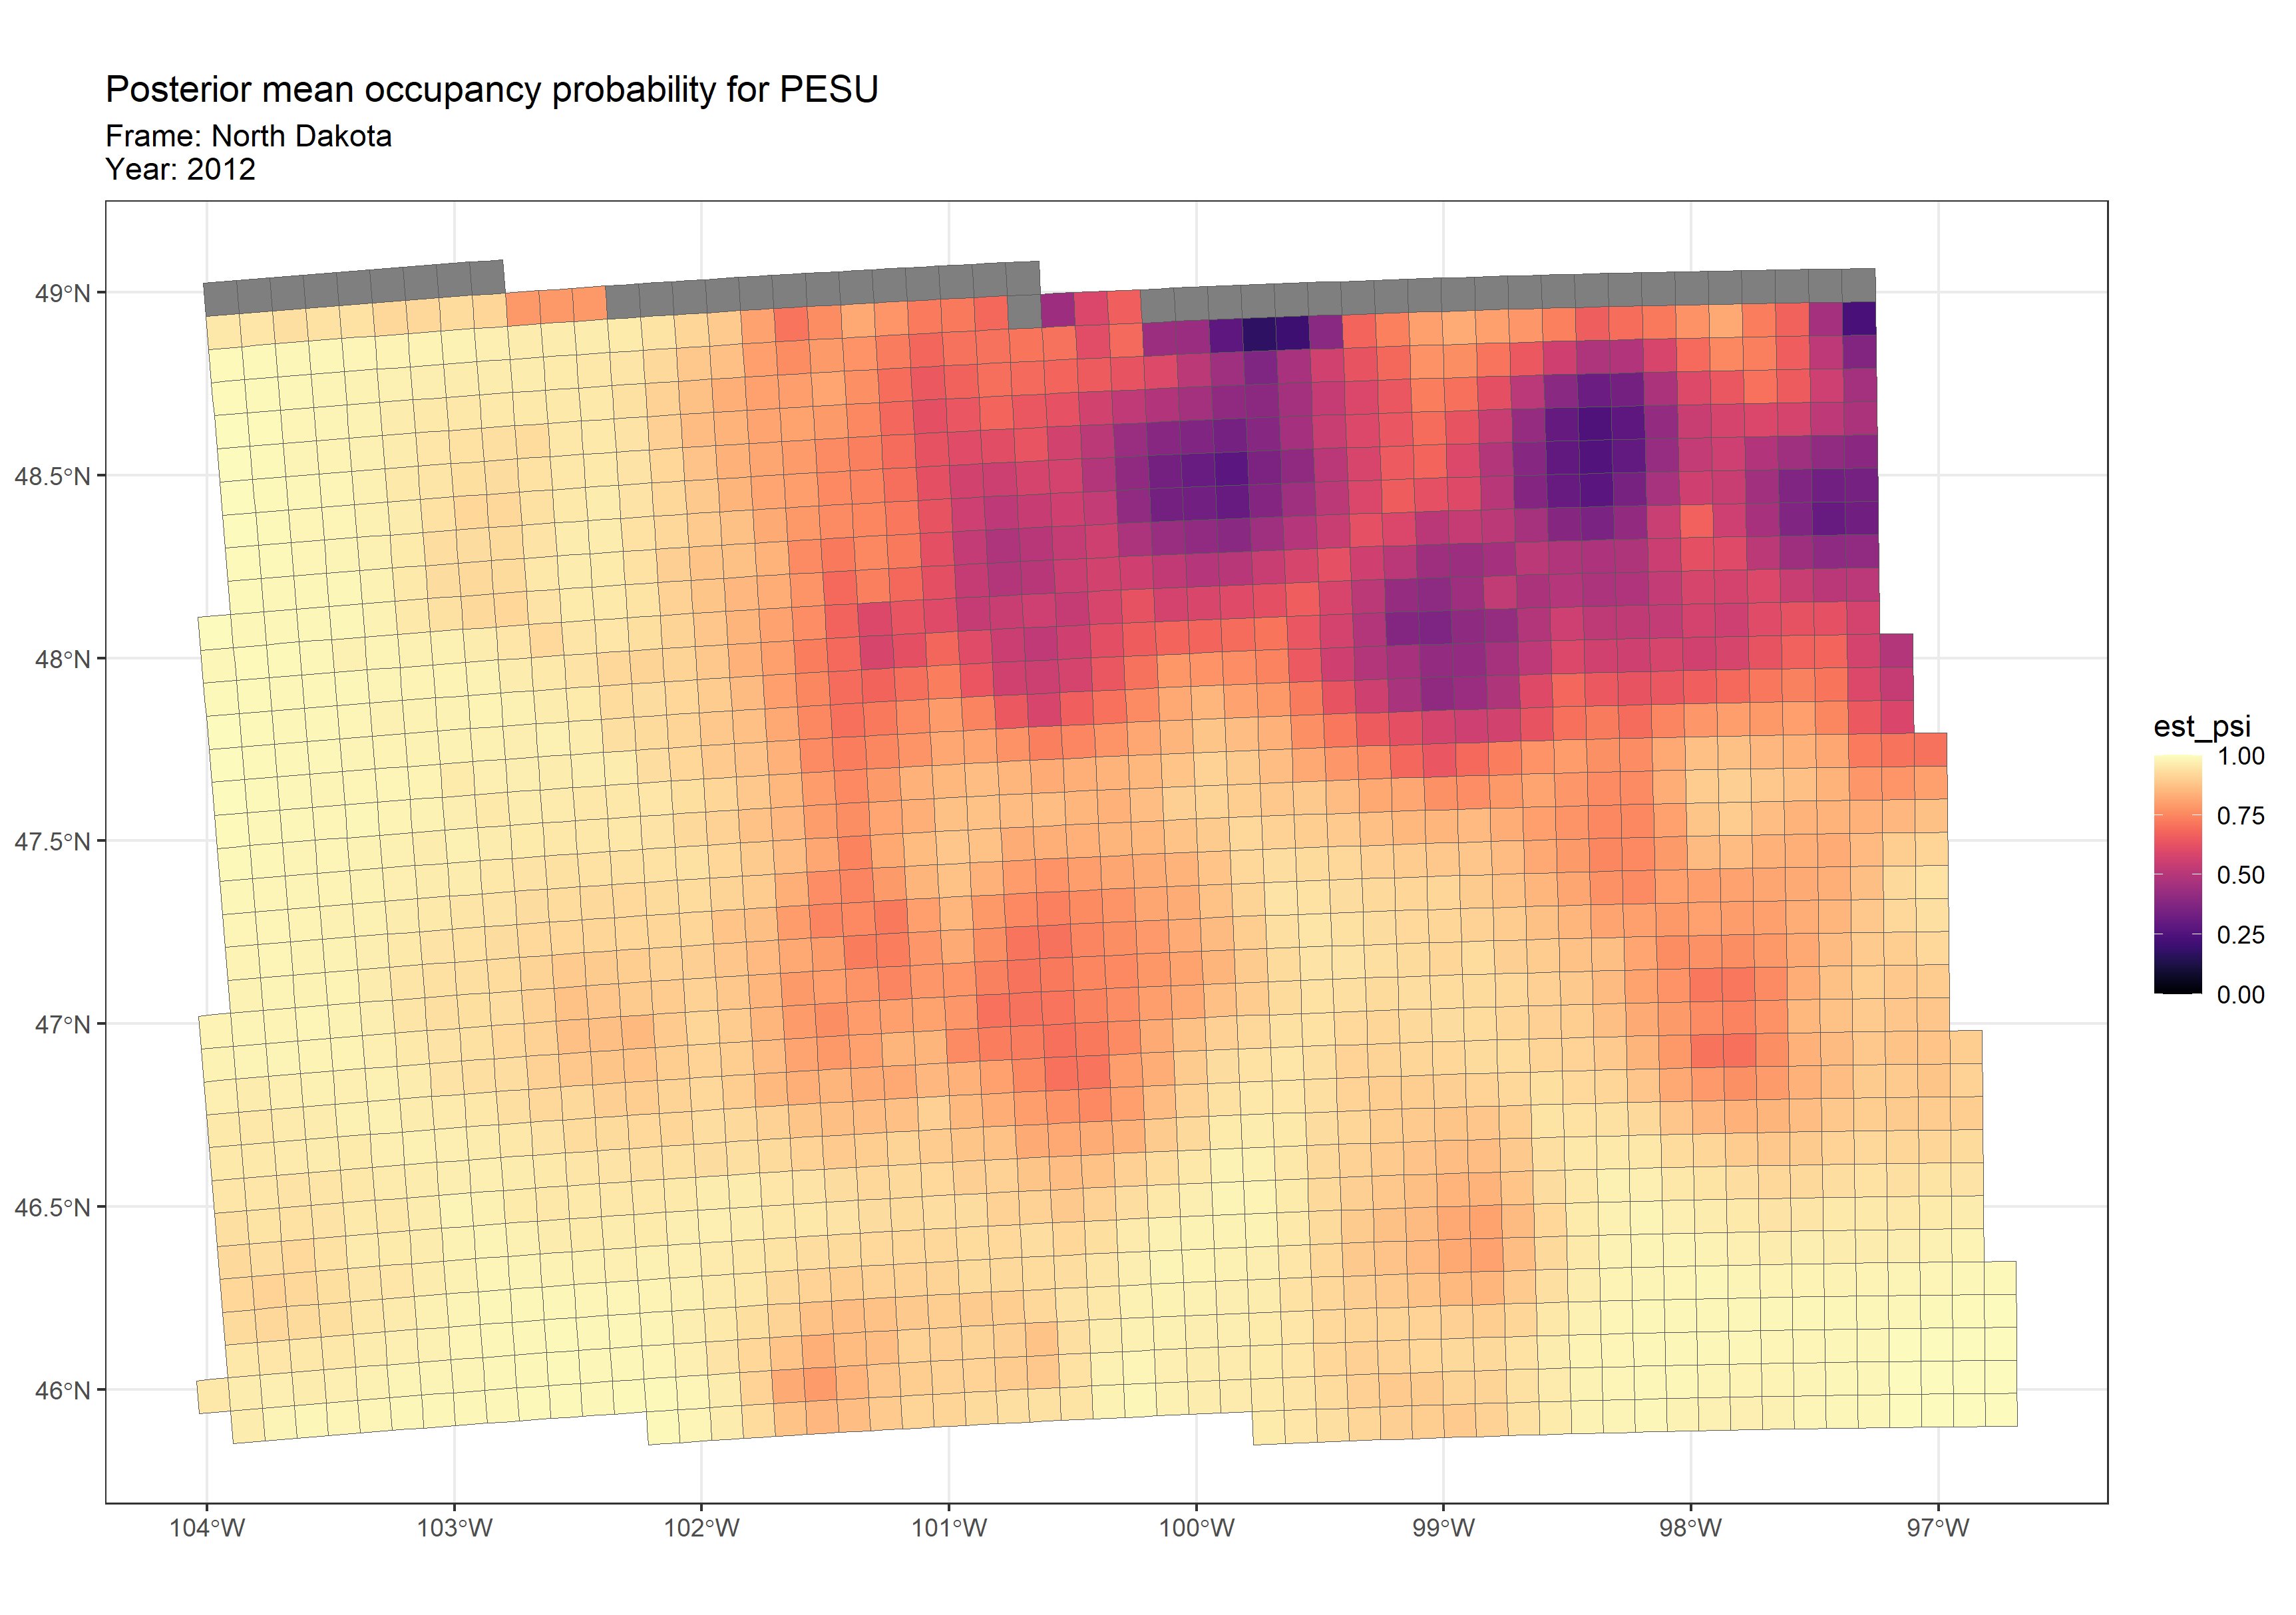 Posterior mean occupancy probability for PESU
Frame: North Dakota
Year: 2012
49°N
48.5°N
48°N
47.5°N
47°N
46.5°N
46°N
104°W
103°W
102°W
101°W
100°W
99°W
98°W
97°W
est_psi
1.00
0.75
0.50
0.25
0.00